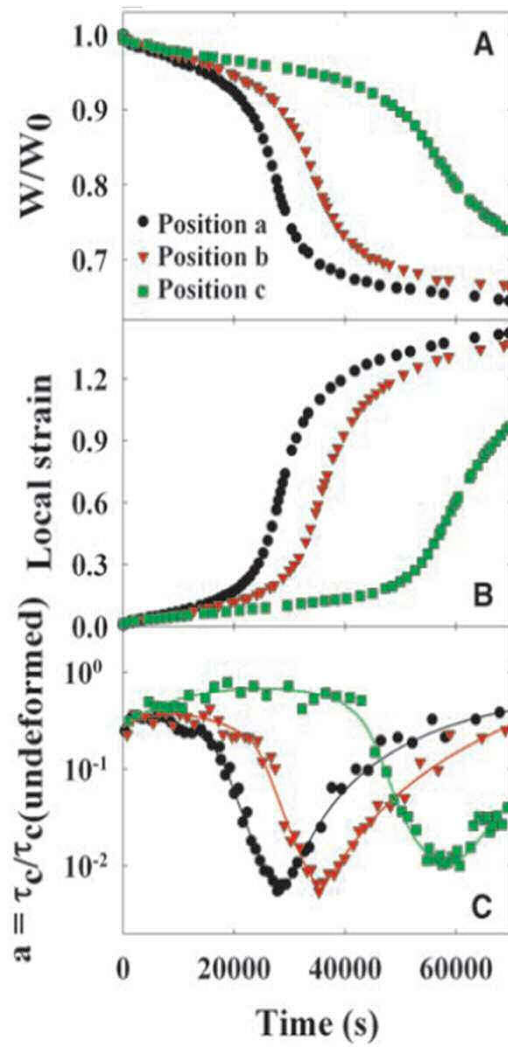 A
W/W0
1.0
0.9
0.8
0.7
Position a
Position b
Position c
B
Local strain
1.2
0.9
0.6
0.3
0.0
C
a = τc/τc(undeformed)
10^0
10^-1
10^-2
0 20000 40000 60000
Time (s)